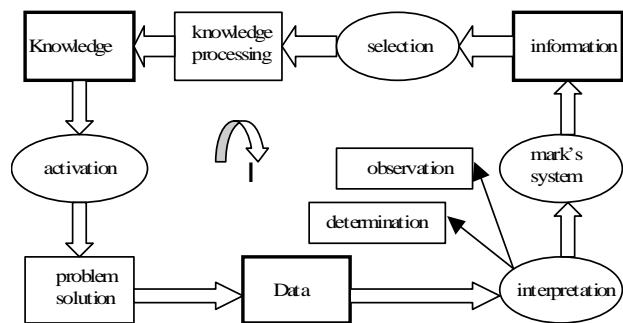 Knowledge
knowledge
processing
selection
information
activation
I
observation
mark's
system
determination
problem
solution
Data
interpretation